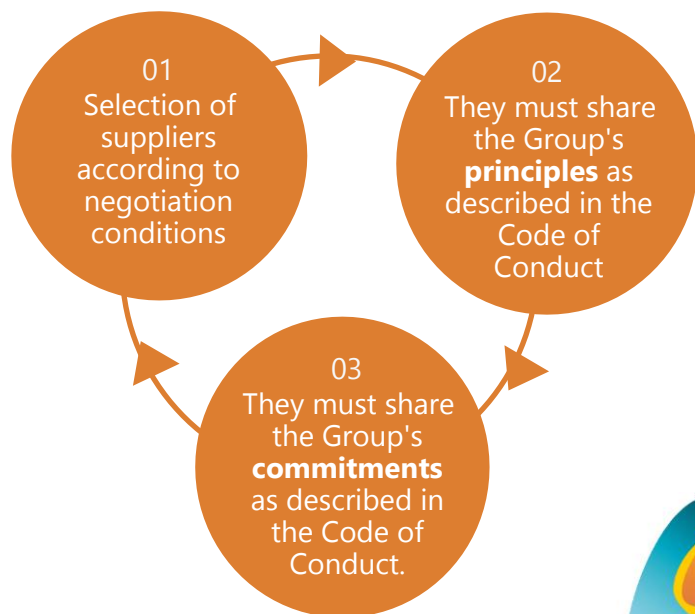 01
Selection of
suppliers
according to
negotiation
conditions
02
They must share
the Group's
principles as
described in the
Code of
Conduct
03
They must share
the Group's
commitments
as described in
the Code of
Conduct.